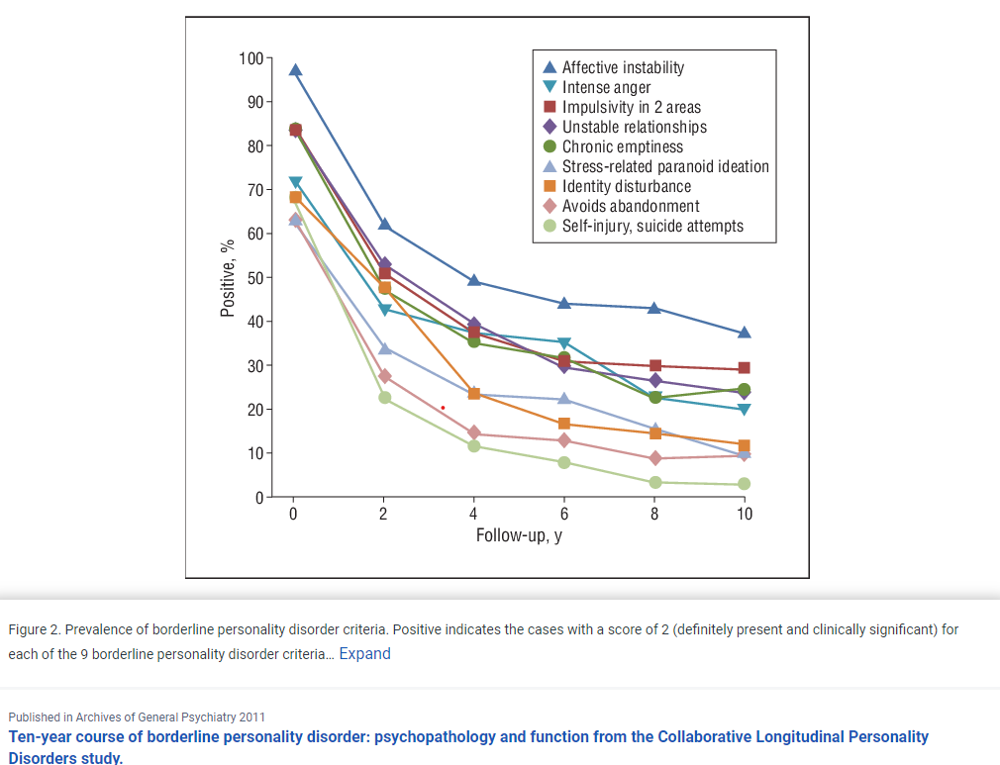 100
90
80
70
60
50
40
30
20
10
0
Positive, %
Affective instability
Intense anger
Impulsivity in 2 areas
Unstable relationships
Chronic emptiness
Stress-related paranoid ideation
Identity disturbance
Avoids abandonment
Self-injury, suicide attempts
0 2 4 6 8 10
Follow-up, y
Figure 2. Prevalence of borderline personality disorder criteria. Positive indicates the cases with a score of 2 (definitely present and clinically significant) for
each of the 9 borderline personality disorder criteria… Expand
Published in Archives of General Psychiatry 2011
Ten-year course of borderline personality disorder: psychopathology and function from the Collaborative Longitudinal Personality
Disorders study.